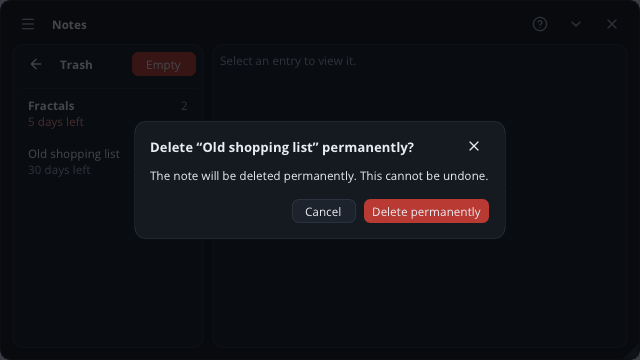 Notes
Trash
Empty
Select an entry to view it.
Fractals
2
5 days left
Old shopping list
30 days left
Delete “Old shopping list” permanently?
The note will be deleted permanently. This cannot be undone.
Cancel
Delete permanently